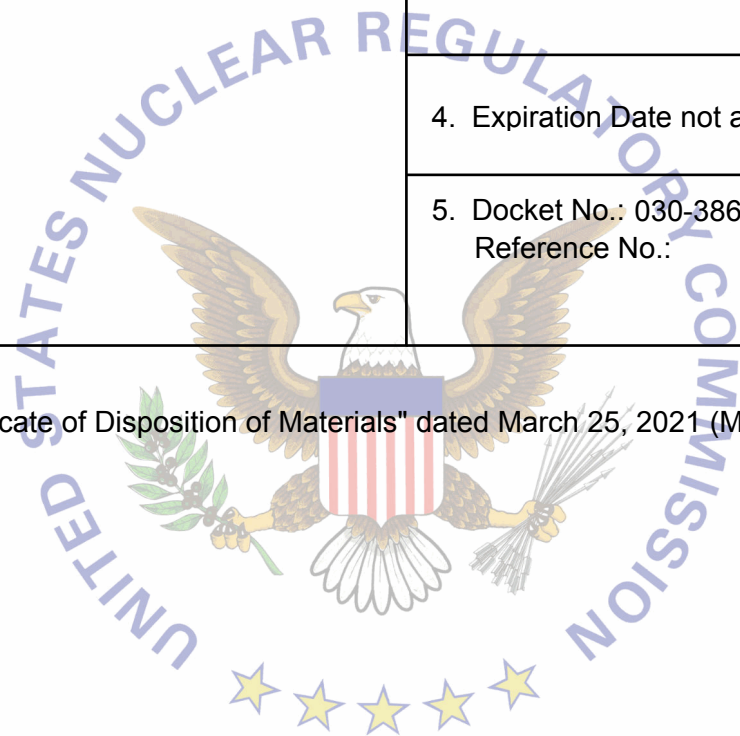 UNITED STATES NUCLEAR REGULATORY COMMISSION
4. Expiration Date not a
5. Docket No.: 030-386
Reference No.:
cate of Disposition of Materials" dated March 25, 2021 (M